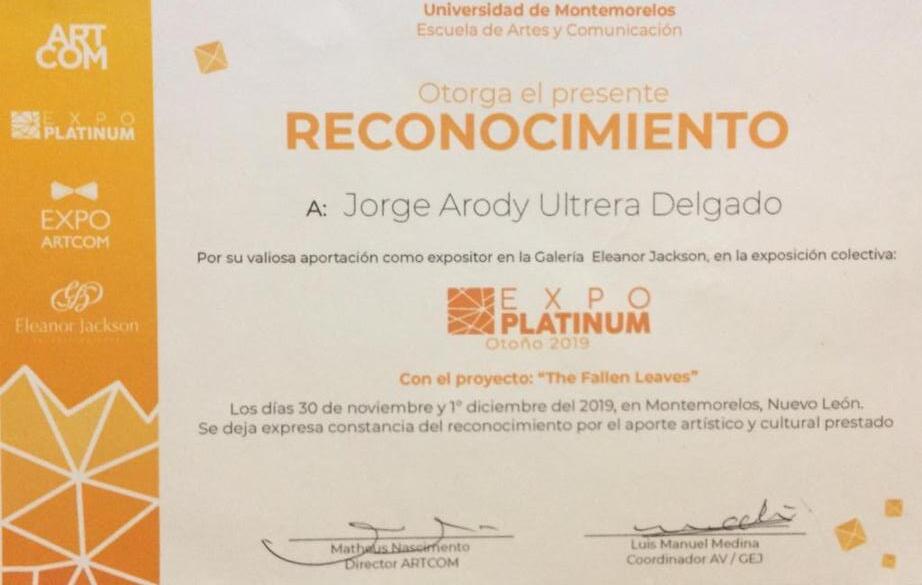 Universidad de Montemorelos
Escuela de Artes y Comunicación
Otorga el presente
RECONOCIMIENTO
A: Jorge Arody Ultrera Delgado
Por su valiosa aportación como expositor en la Galería Eleanor Jackson, en la exposición colectiva:
EXPO
PLATINUM
Otoño 2019
Con el proyecto: “The Fallen Leaves”
Los días 30 de noviembre y 1° diciembre del 2019, en Montemorelos, Nuevo León.
Se deja expresa constancia del reconocimiento por el aporte artístico y cultural prestado
Matheus Nascimento
Director ARTCOM
Luis Manuel Medina
Coordinador AV / GEJ
ART
COM
EXPO
PLATINUM
EXPO
ARTCOM
Eleanor Jackson